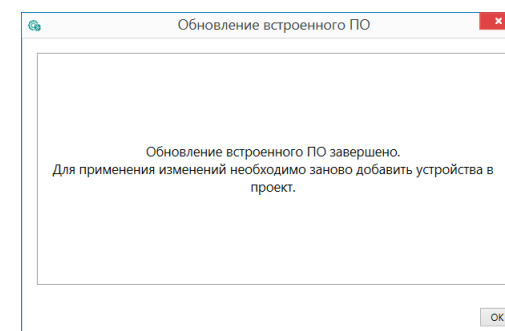 Обновление встроенного ПО
Обновление встроенного ПО завершено.
Для применения изменений необходимо заново добавить устройства в
проект.
ОК